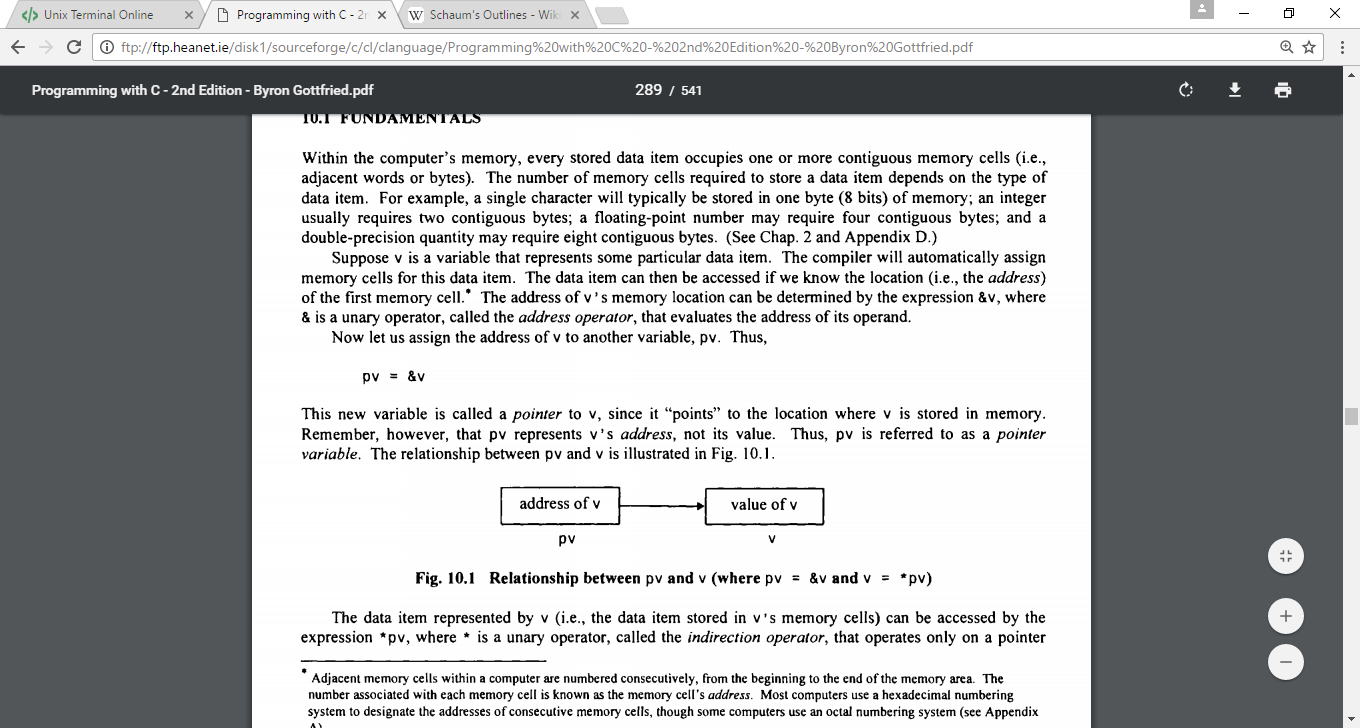 Unix Terminal Online
Programming with C - 2n
Schaum's Outlines - Wiki
ftp://ftp.heanet.ie/disk1/sourceforge/c/cl/clanguage/Programming%20with%20C%20-%202nd%20Edition%20-%20Byron%20Gottfried.pdf
Programming with C - 2nd Edition - Byron Gottfried.pdf
289 / 541
10.1 FUNDAMENTALS
Within the computer's memory, every stored data item occupies one or more contiguous memory cells (i.e.,
adjacent words or bytes). The number of memory cells required to store a data item depends on the type of
data item. For example, a single character will typically be stored in one byte (8 bits) of memory; an integer
usually requires two contiguous bytes; a floating-point number may require four contiguous bytes; and a
double-precision quantity may require eight contiguous bytes. (See Chap. 2 and Appendix D.)
Suppose v is a variable that represents some particular data item. The compiler will automatically assign
memory cells for this data item. The data item can then be accessed if we know the location (i.e., the address)
of the first memory cell.* The address of v's memory location can be determined by the expression &v, where
& is a unary operator, called the address operator, that evaluates the address of its operand.
Now let us assign the address of v to another variable, pv. Thus,
pv = &v
This new variable is called a pointer to v, since it “points” to the location where v is stored in memory.
Remember, however, that pv represents v's address, not its value. Thus, pv is referred to as a pointer
variable. The relationship between pv and v is illustrated in Fig. 10.1.
address of v
value of v
pv
v
Fig. 10.1 Relationship between pv and v (where pv = &v and v = *pv)
The data item represented by v (i.e., the data item stored in v's memory cells) can be accessed by the
expression *pv, where * is a unary operator, called the indirection operator, that operates only on a pointer
* Adjacent memory cells within a computer are numbered consecutively, from the beginning to the end of the memory area. The
number associated with each memory cell is known as the memory cell's address. Most computers use a hexadecimal numbering
system to designate the addresses of consecutive memory cells, though some computers use an octal numbering system (see Appendix
A)